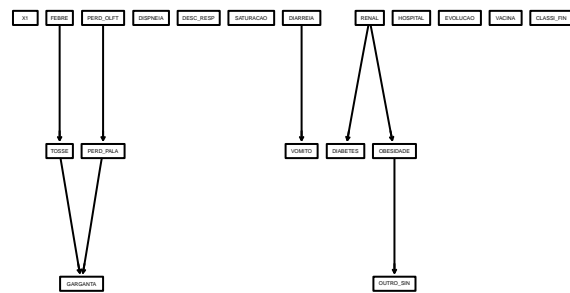 X1 FEBRE PERD_OLFT DISPNEIA DESC_RESP SATURACAO DIARREIA RENAL HOSPITAL EVOLUCAO VACINA CLASSI_FIN
TOSSE PERD_PALA VOMITO DIABETES OBESIDADE
GARGANTA OUTRO_SIN